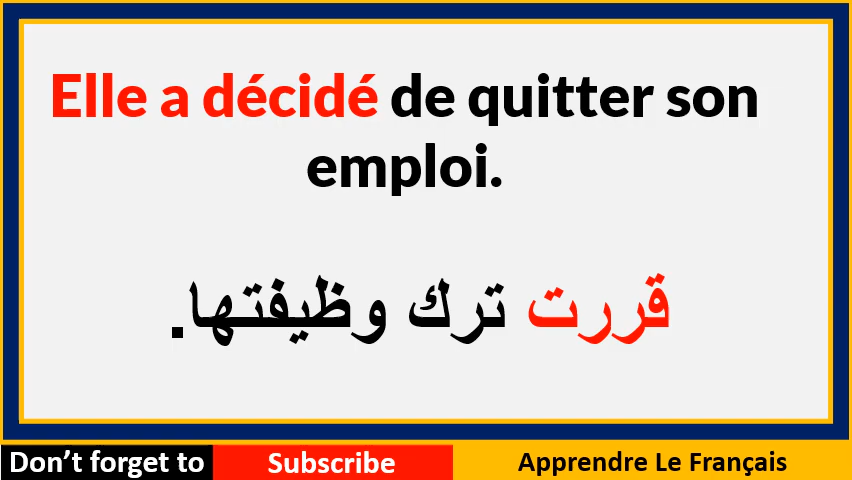 Elle a décidé de quitter son
emploi.
قررت ترك وظيفتها.
Don't forget to Subscribe Apprendre Le Français